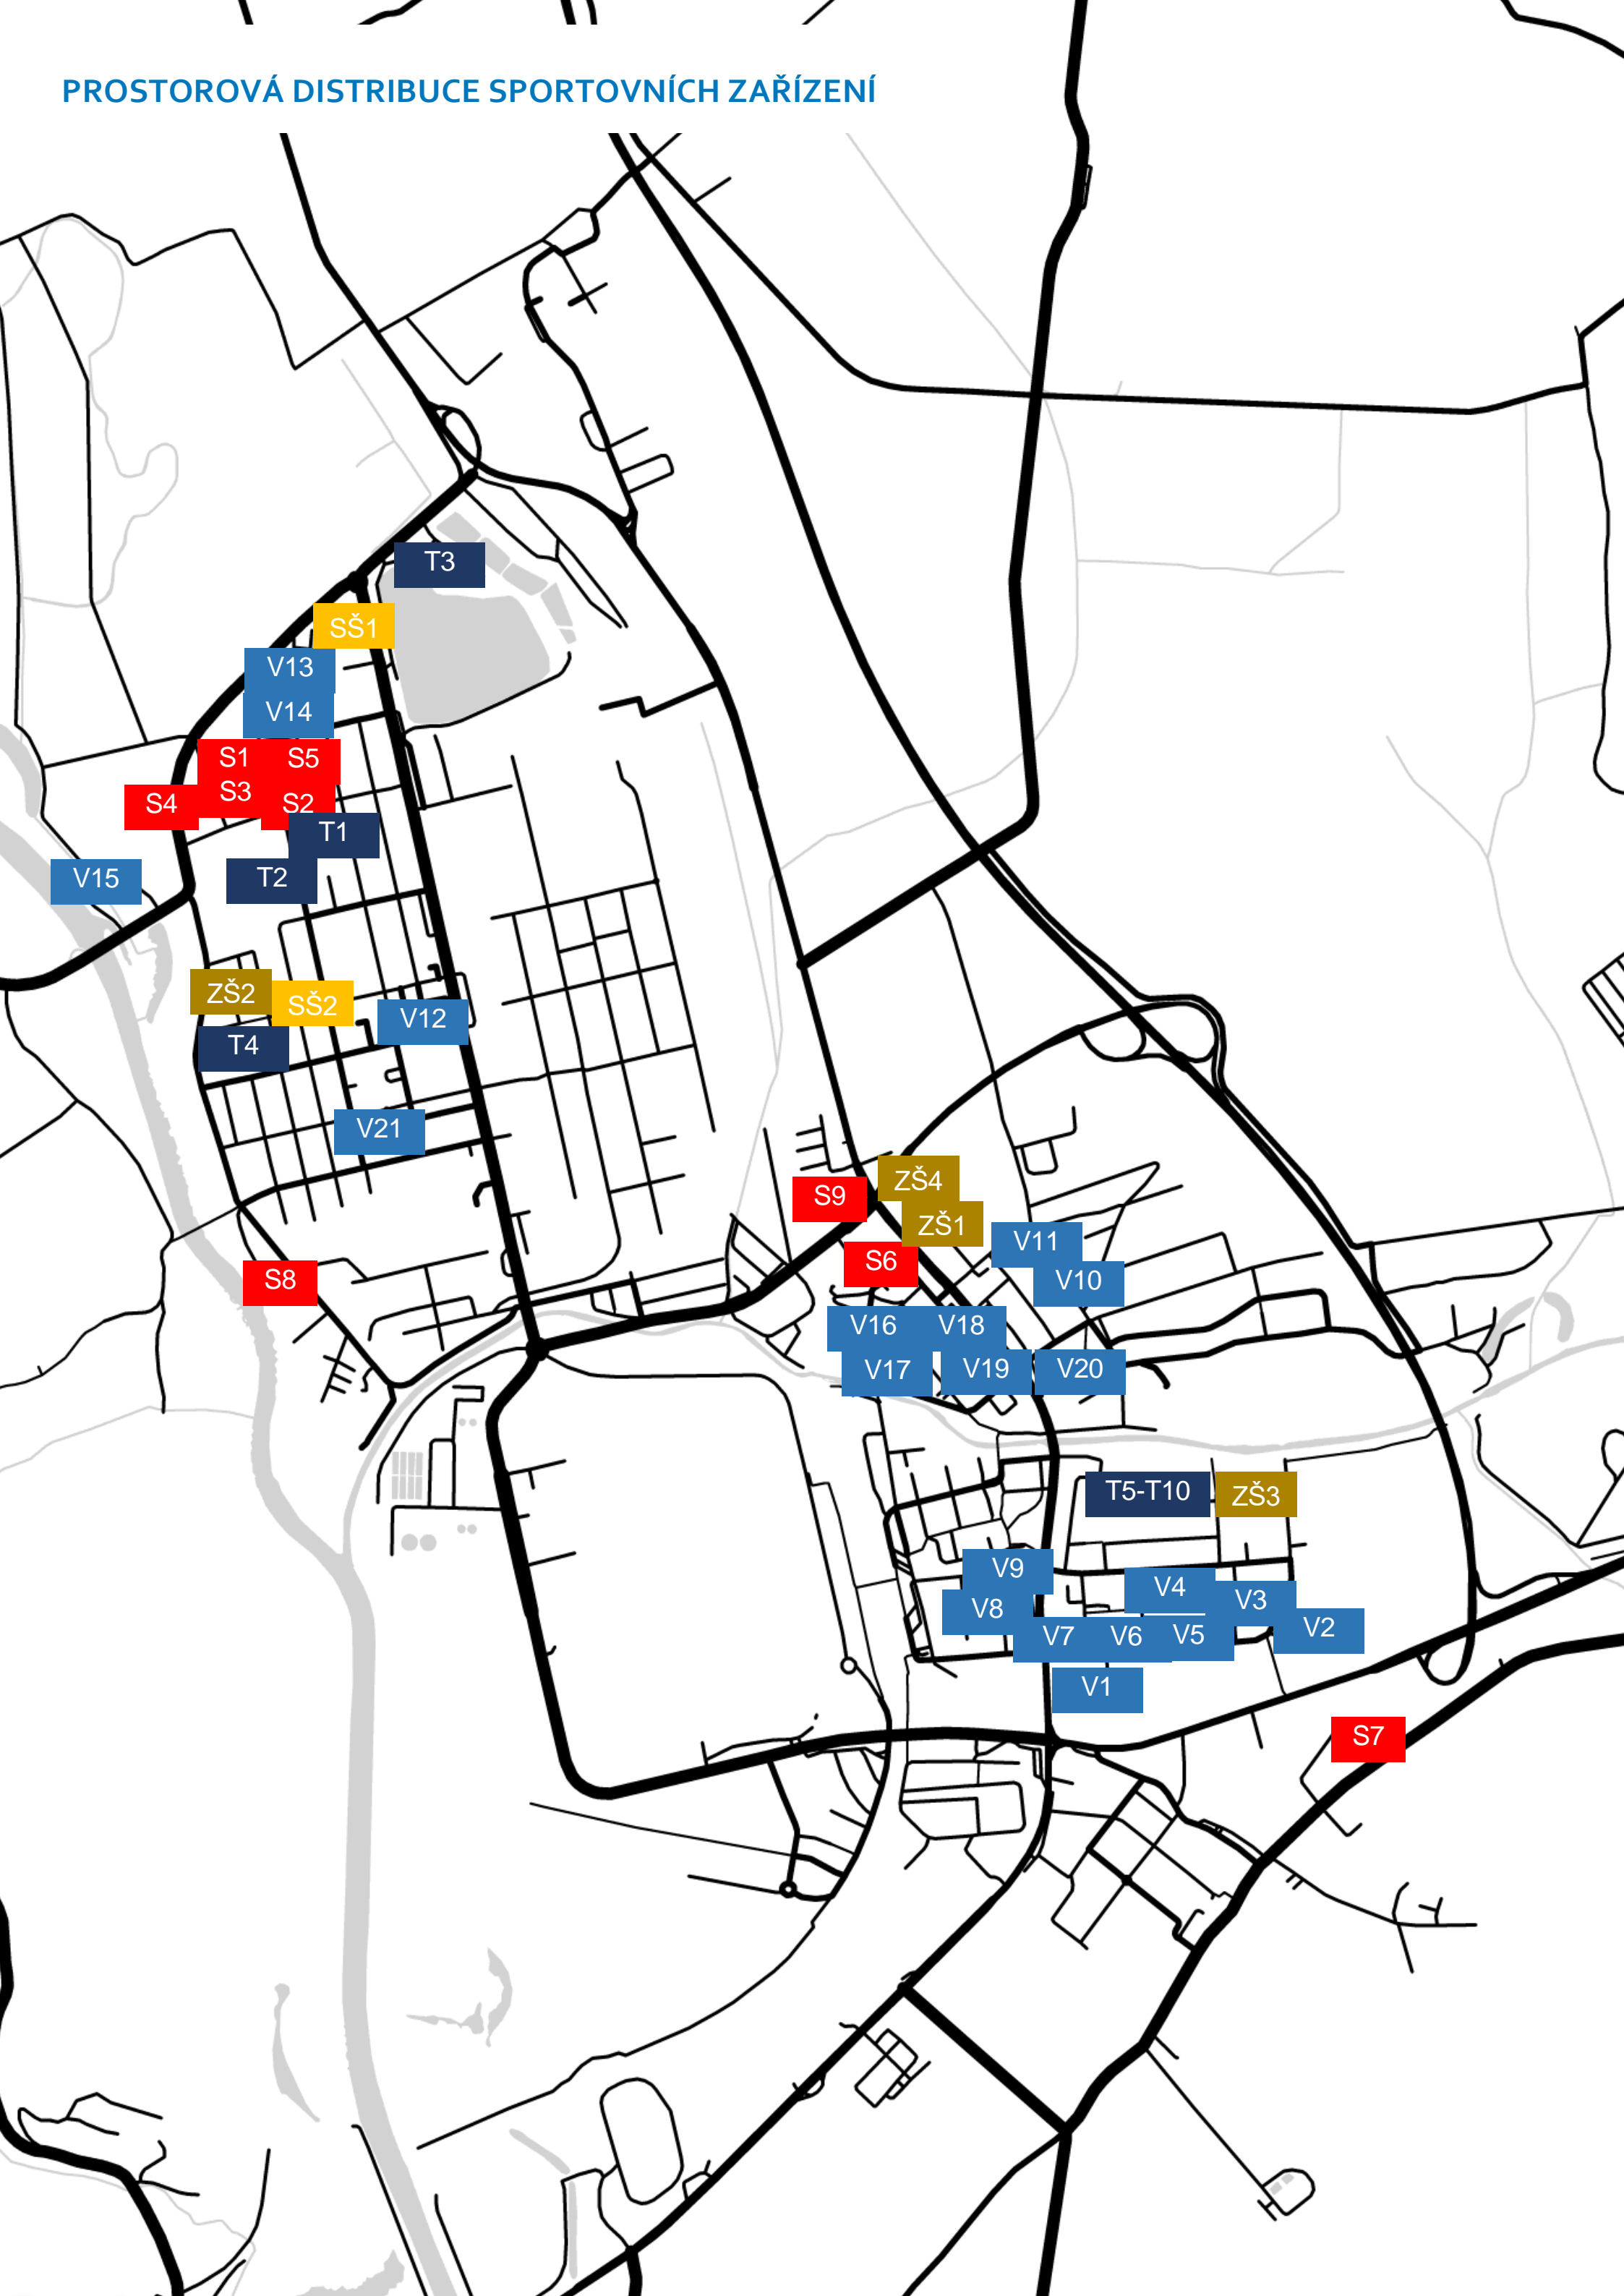 PROSTOROVÁ DISTRIBUCE SPORTOVNÍCH ZAŘÍZENÍ
T3
SŠ1
V13
V14
S1 S5
S3
S4 S2
T1
T2
V15
ZŠ2
SŠ2
V12
T4
V21
ZŠ4
S9
ZŠ1
V11
S6
S8 V10
V16 V18
V17 V19 V20
T5-T10 ZŠ3
V9
V4
V3
V8
V2
V7 V6 V5
V1
S7